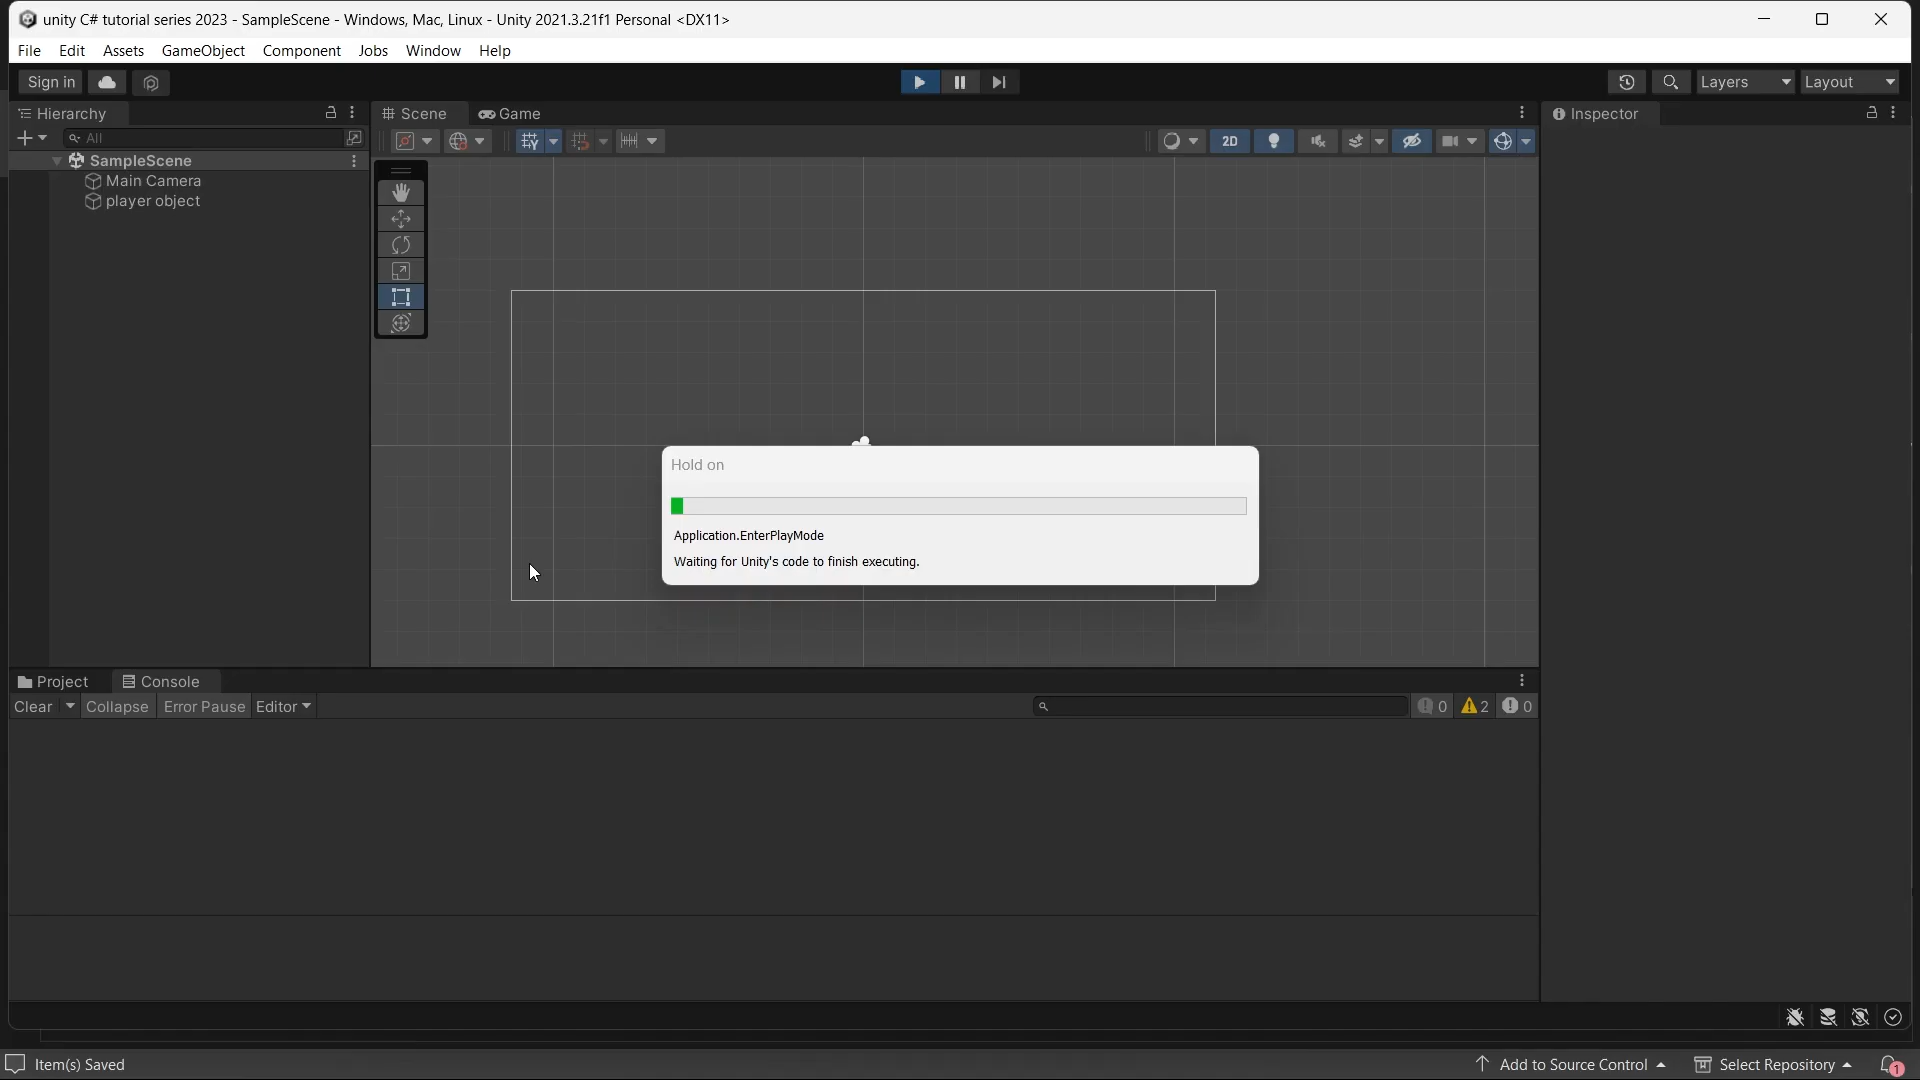 unity C# tutorial series 2023 - SampleScene - Windows, Mac, Linux - Unity 2021.3.21f1 Personal <DX11>
File Edit Assets GameObject Component Jobs Window Help
Sign in Layers Layout
Hierarchy Scene Game Inspector
All 2D
SampleScene
Main Camera
player object
Hold on
Application.EnterPlayMode
Waiting for Unity's code to finish executing.
Project Console
Clear Collapse Error Pause Editor 0 2 0
Item(s) Saved Add to Source Control Select Repository 1